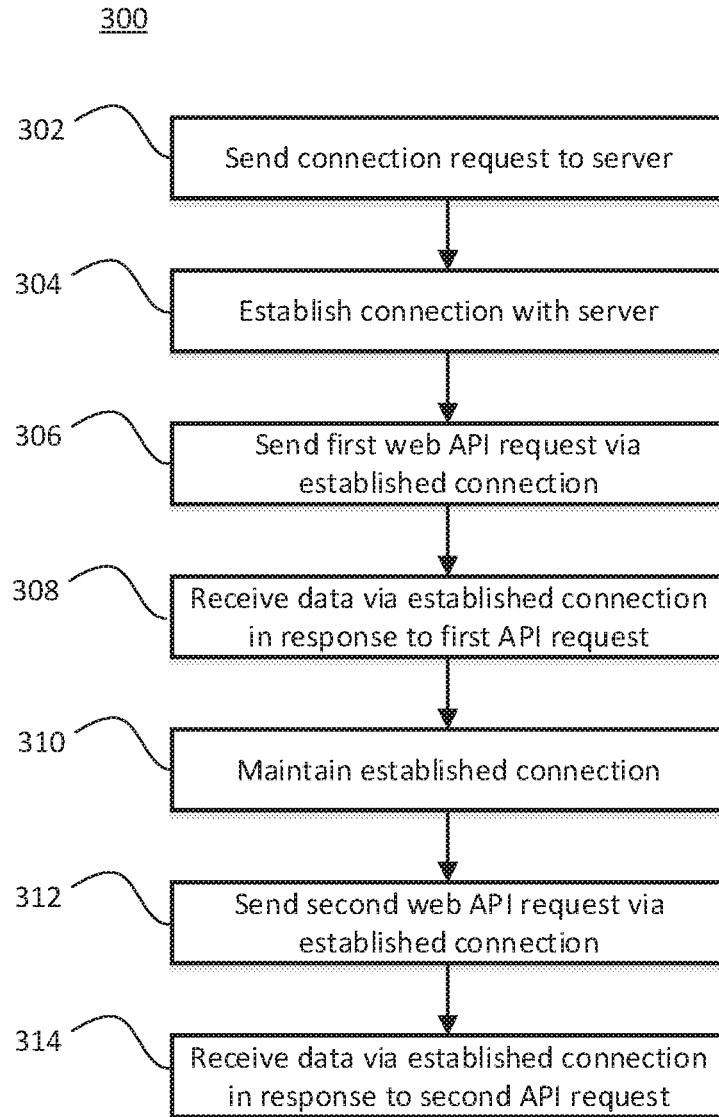 300
302
Send connection request to server
304
Establish connection with server
306
Send first web API request via
established connection
308
Receive data via established connection
in response to first API request
310
Maintain established connection
312
Send second web API request via
established connection
314
Receive data via established connection
in response to second API request